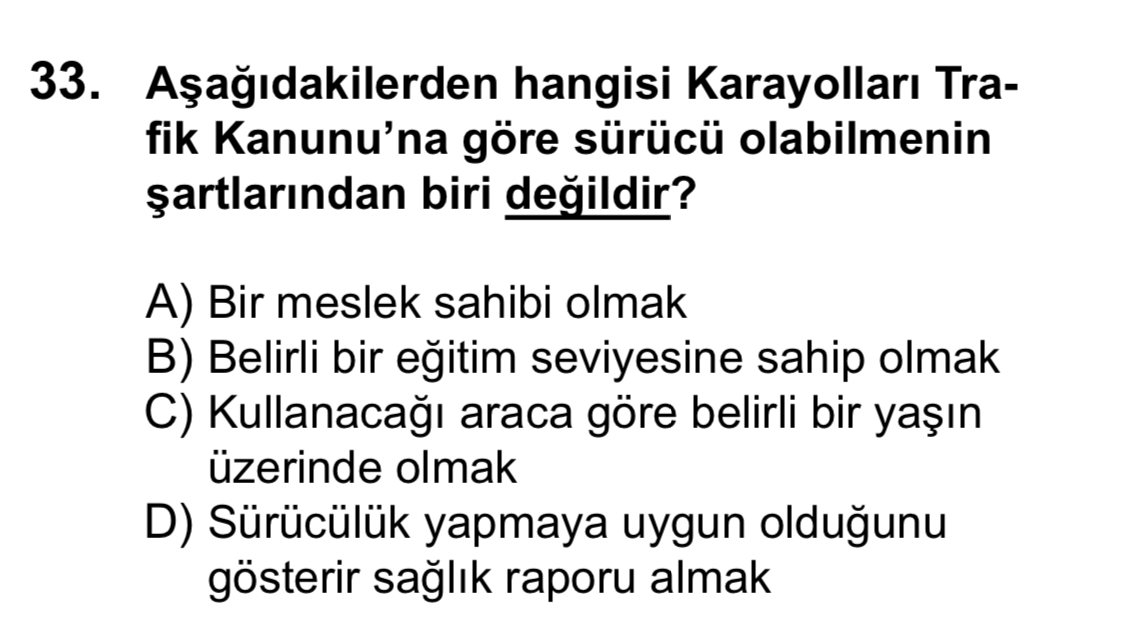 33. Aşağıdakilerden hangisi Karayolları Tra-
fik Kanunu’na göre sürücü olabilmenin
şartlarından biri değildir?
A) Bir meslek sahibi olmak
B) Belirli bir eğitim seviyesine sahip olmak
C) Kullanacağı araca göre belirli bir yaşın
üzerinde olmak
D) Sürücülük yapmaya uygun olduğunu
gösterir sağlık raporu almak